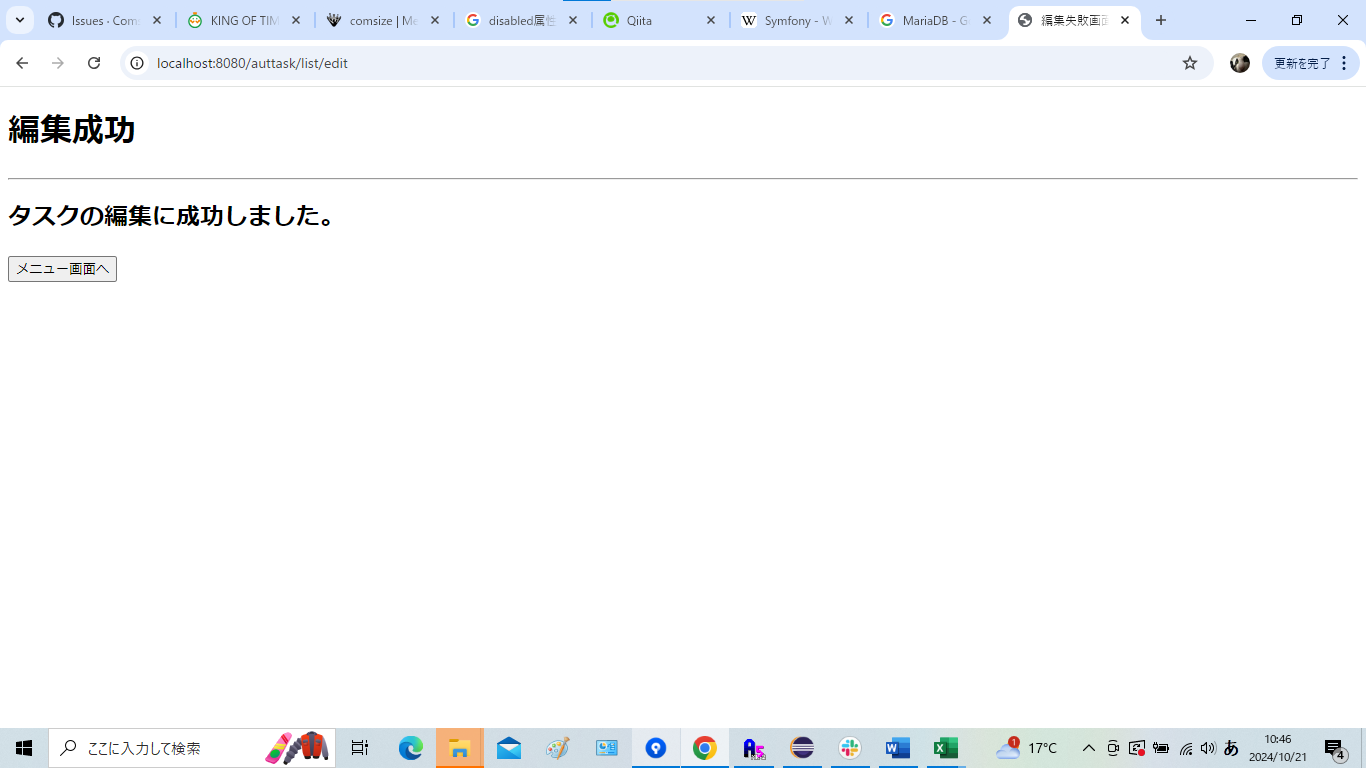 Issues · Com
KING OF TIM
comsize | Me
disabled属性
Qiita
Symfony - W
MariaDB - G
編集失敗画面
localhost:8080/auttask/list/edit
更新を完了
編集成功
タスクの編集に成功しました。
メニュー画面へ
ここに入力して検索
1
17°C
あ
10:46
2024/10/21
4